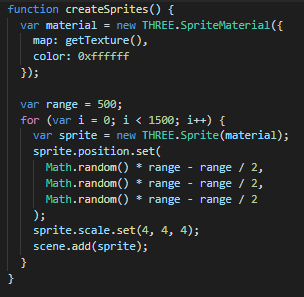 function createSprites() {
  var material = new THREE.SpriteMaterial({
    map: getTexture(),
    color: 0xffffff
  });

  var range = 500;
  for (var i = 0; i < 1500; i++) {
    var sprite = new THREE.Sprite(material);
    sprite.position.set(
      Math.random() * range - range / 2,
      Math.random() * range - range / 2,
      Math.random() * range - range / 2
    );
    sprite.scale.set(4, 4, 4);
    scene.add(sprite);
  }
}